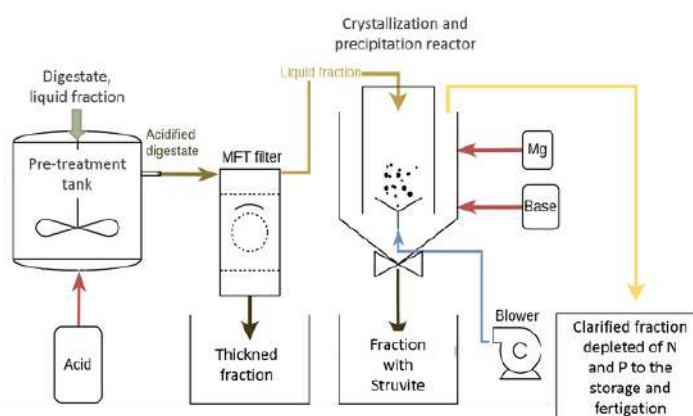 Crystallization and
precipitation reactor
Digestate,
liquid fraction
Liquid fraction
Acidified
digestate
MFT filter
Pre-treatment
tank
Mg
Base
Acid
Thickned
fraction
Fraction
with
Struvite
Blower
C
Clarified fraction
depleted of N
and P to the
storage and
fertigation